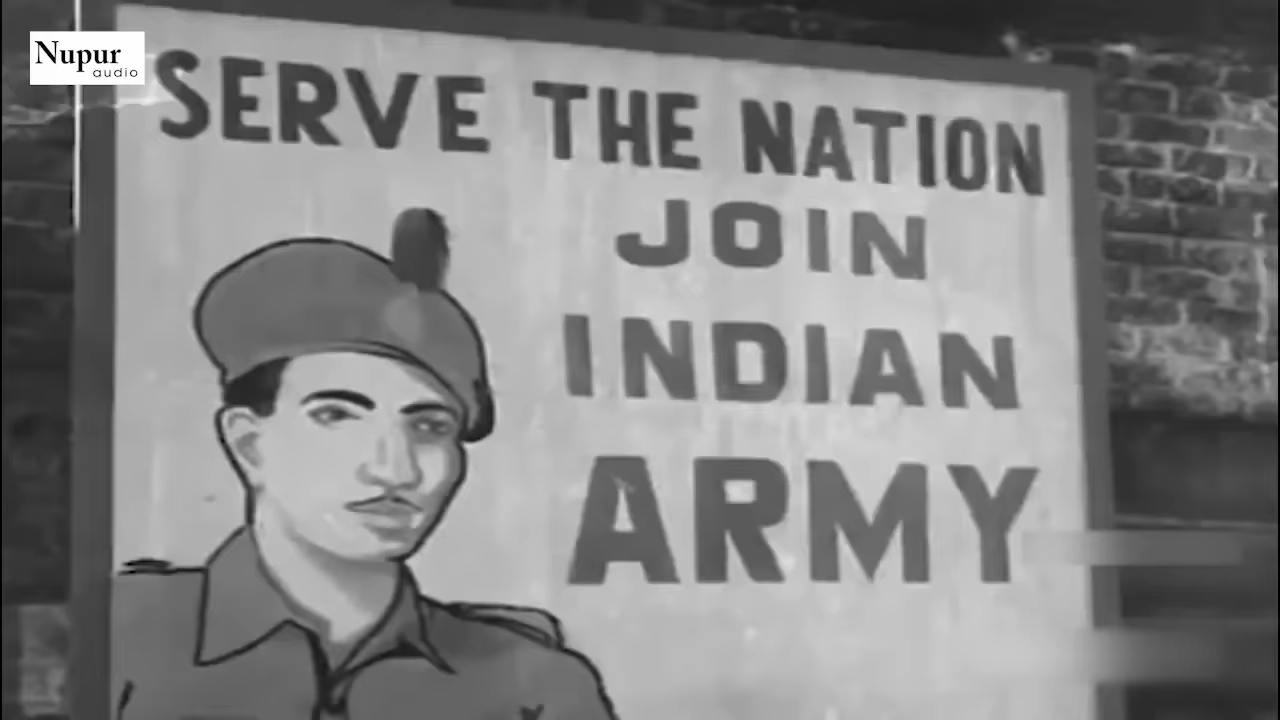 Nupur
audio
SERVE THE NATION
JOIN
INDIAN
ARMY